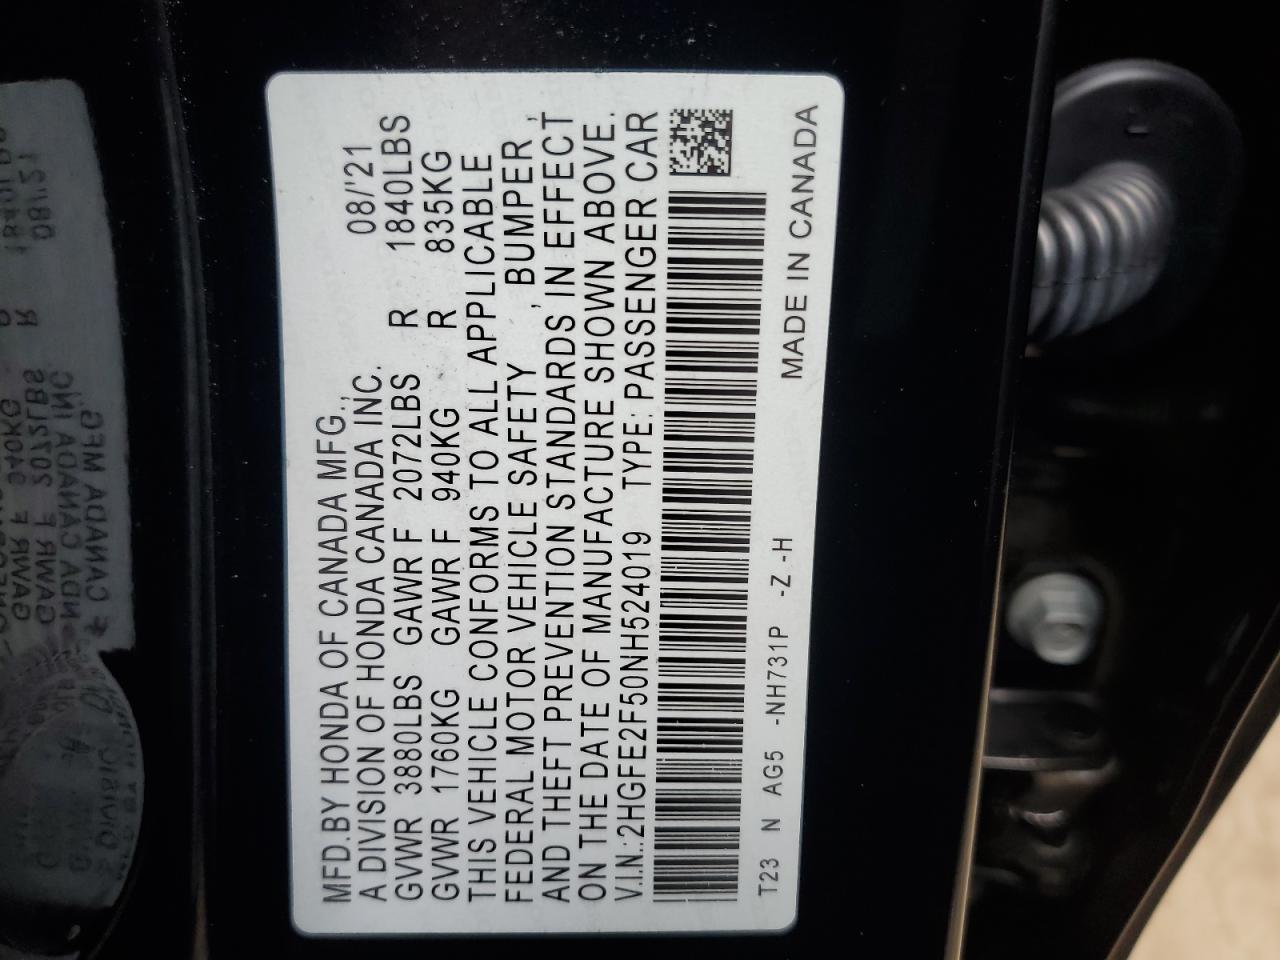 MFD.BY HONDA OF CANADA MFG.,
A DIVISION OF HONDA CANADA INC. 08/'21
GVWR 3880LBS GAWR F 2072LBS R 1840LBS
GVWR 1760KG GAWR F 940KG R 835KG
THIS VEHICLE CONFORMS TO ALL APPLICABLE
FEDERAL MOTOR VEHICLE SAFETY , BUMPER ,
AND THEFT PREVENTION STANDARDS IN EFFECT
ON THE DATE OF MANUFACTURE SHOWN ABOVE.
V.I.N.:2HGFE2F50NH524019 TYPE: PASSENGER CAR
T23 N AG5 -NH731P -Z -H MADE IN CANADA